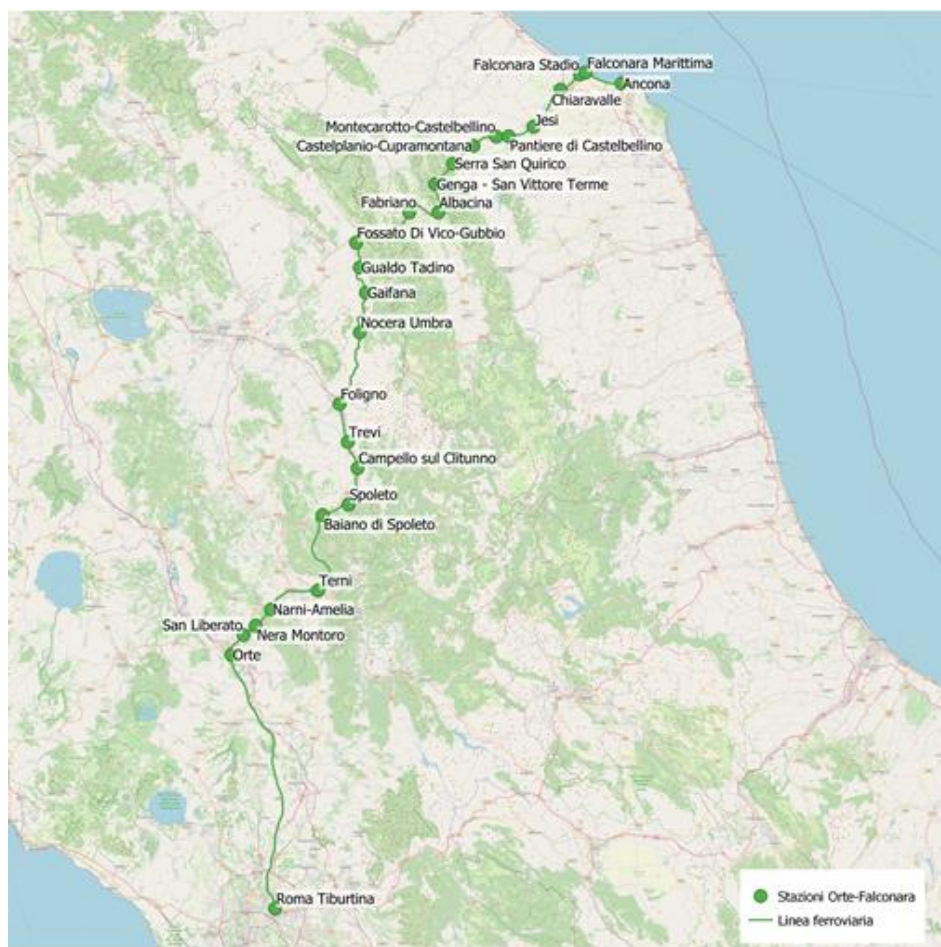 Falconara Stadio
Falconara Marittima
Ancona
Chiaravalle
Jesi
Montecarotto-Castelbellino
Pantiere di Castelbellino
Castelplanio-Cupramontana
Serra San Quirico
Genga - San Vittore Terme
Fabriano
Albacina
Fossato Di Vico-Gubbio
Gualdo Tadino
Gaifana
Nocera Umbra
Foligno
Trevi
Campello sul Clitunno
Spoleto
Baiano di Spoleto
Terni
Narni-Amelia
San Liberato
Nera Montoro
Orte
Roma Tiburtina
Stazioni Orte-Falconara
Linea ferroviaria